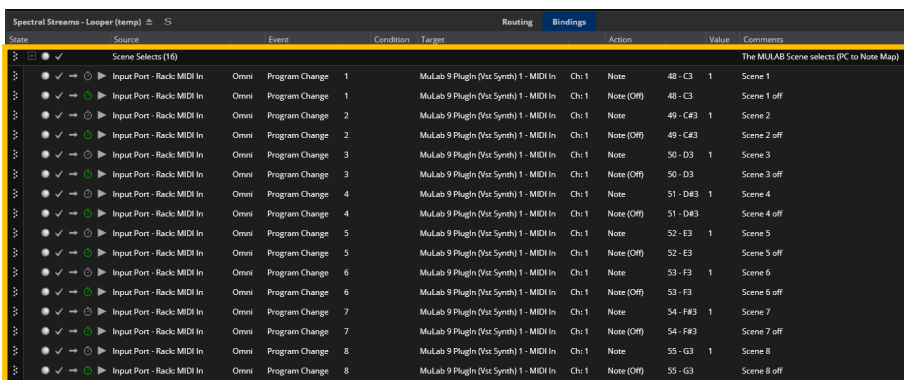 Spectral Streams - Looper (temp) S Routing Bindings
State Source Event Condition Target Action Value Comments
Scene Selects (16) The MULAB Scene selects (PC to Note Map)
Input Port - Rack: MIDI In Omni Program Change 1 MuLab 9 PlugIn (Vst Synth) 1 - MIDI In Ch: 1 Note 48 - C3 1 Scene 1
Input Port - Rack: MIDI In Omni Program Change 1 MuLab 9 PlugIn (Vst Synth) 1 - MIDI In Ch: 1 Note (Off) 48 - C3 Scene 1 off
Input Port - Rack: MIDI In Omni Program Change 2 MuLab 9 PlugIn (Vst Synth) 1 - MIDI In Ch: 1 Note 49 - C#3 1 Scene 2
Input Port - Rack: MIDI In Omni Program Change 2 MuLab 9 PlugIn (Vst Synth) 1 - MIDI In Ch: 1 Note (Off) 49 - C#3 Scene 2 off
Input Port - Rack: MIDI In Omni Program Change 3 MuLab 9 PlugIn (Vst Synth) 1 - MIDI In Ch: 1 Note 50 - D3 1 Scene 3
Input Port - Rack: MIDI In Omni Program Change 3 MuLab 9 PlugIn (Vst Synth) 1 - MIDI In Ch: 1 Note (Off) 50 - D3 Scene 3 off
Input Port - Rack: MIDI In Omni Program Change 4 MuLab 9 PlugIn (Vst Synth) 1 - MIDI In Ch: 1 Note 51 - D#3 1 Scene 4
Input Port - Rack: MIDI In Omni Program Change 4 MuLab 9 PlugIn (Vst Synth) 1 - MIDI In Ch: 1 Note (Off) 51 - D#3 Scene 4 off
Input Port - Rack: MIDI In Omni Program Change 5 MuLab 9 PlugIn (Vst Synth) 1 - MIDI In Ch: 1 Note 52 - E3 1 Scene 5
Input Port - Rack: MIDI In Omni Program Change 5 MuLab 9 PlugIn (Vst Synth) 1 - MIDI In Ch: 1 Note (Off) 52 - E3 Scene 5 off
Input Port - Rack: MIDI In Omni Program Change 6 MuLab 9 PlugIn (Vst Synth) 1 - MIDI In Ch: 1 Note 53 - F3 1 Scene 6
Input Port - Rack: MIDI In Omni Program Change 6 MuLab 9 PlugIn (Vst Synth) 1 - MIDI In Ch: 1 Note (Off) 53 - F3 Scene 6 off
Input Port - Rack: MIDI In Omni Program Change 7 MuLab 9 PlugIn (Vst Synth) 1 - MIDI In Ch: 1 Note 54 - F#3 1 Scene 7
Input Port - Rack: MIDI In Omni Program Change 7 MuLab 9 PlugIn (Vst Synth) 1 - MIDI In Ch: 1 Note (Off) 54 - F#3 Scene 7 off
Input Port - Rack: MIDI In Omni Program Change 8 MuLab 9 PlugIn (Vst Synth) 1 - MIDI In Ch: 1 Note 55 - G3 1 Scene 8
Input Port - Rack: MIDI In Omni Program Change 8 MuLab 9 PlugIn (Vst Synth) 1 - MIDI In Ch: 1 Note (Off) 55 - G3 Scene 8 off